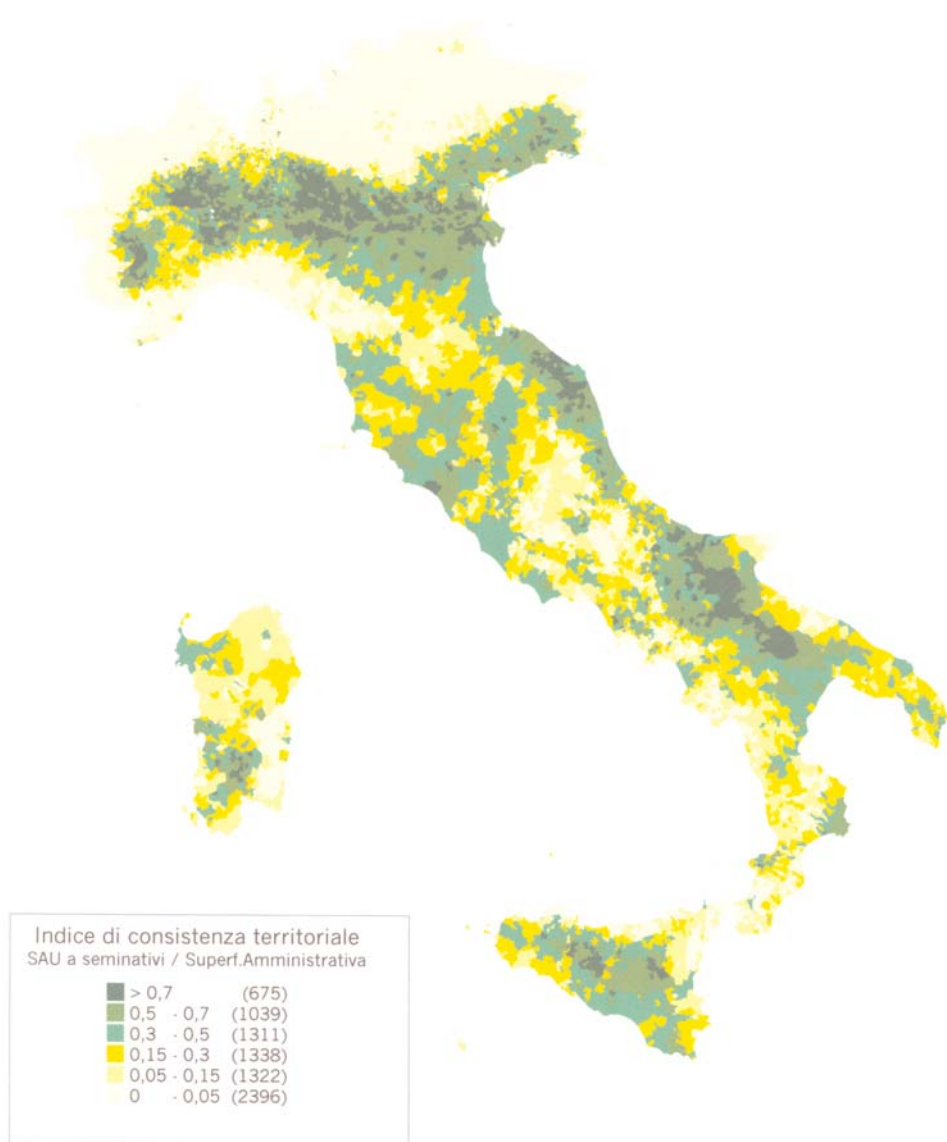 Indice di consistenza territoriale
SAU a seminativi / Superf.Amministrativa
> 0,7 (675)
0,5 - 0,7 (1039)
0,3 - 0,5 (1311)
0,15 - 0,3 (1338)
0,05 - 0,15 (1322)
0 - 0,05 (2396)